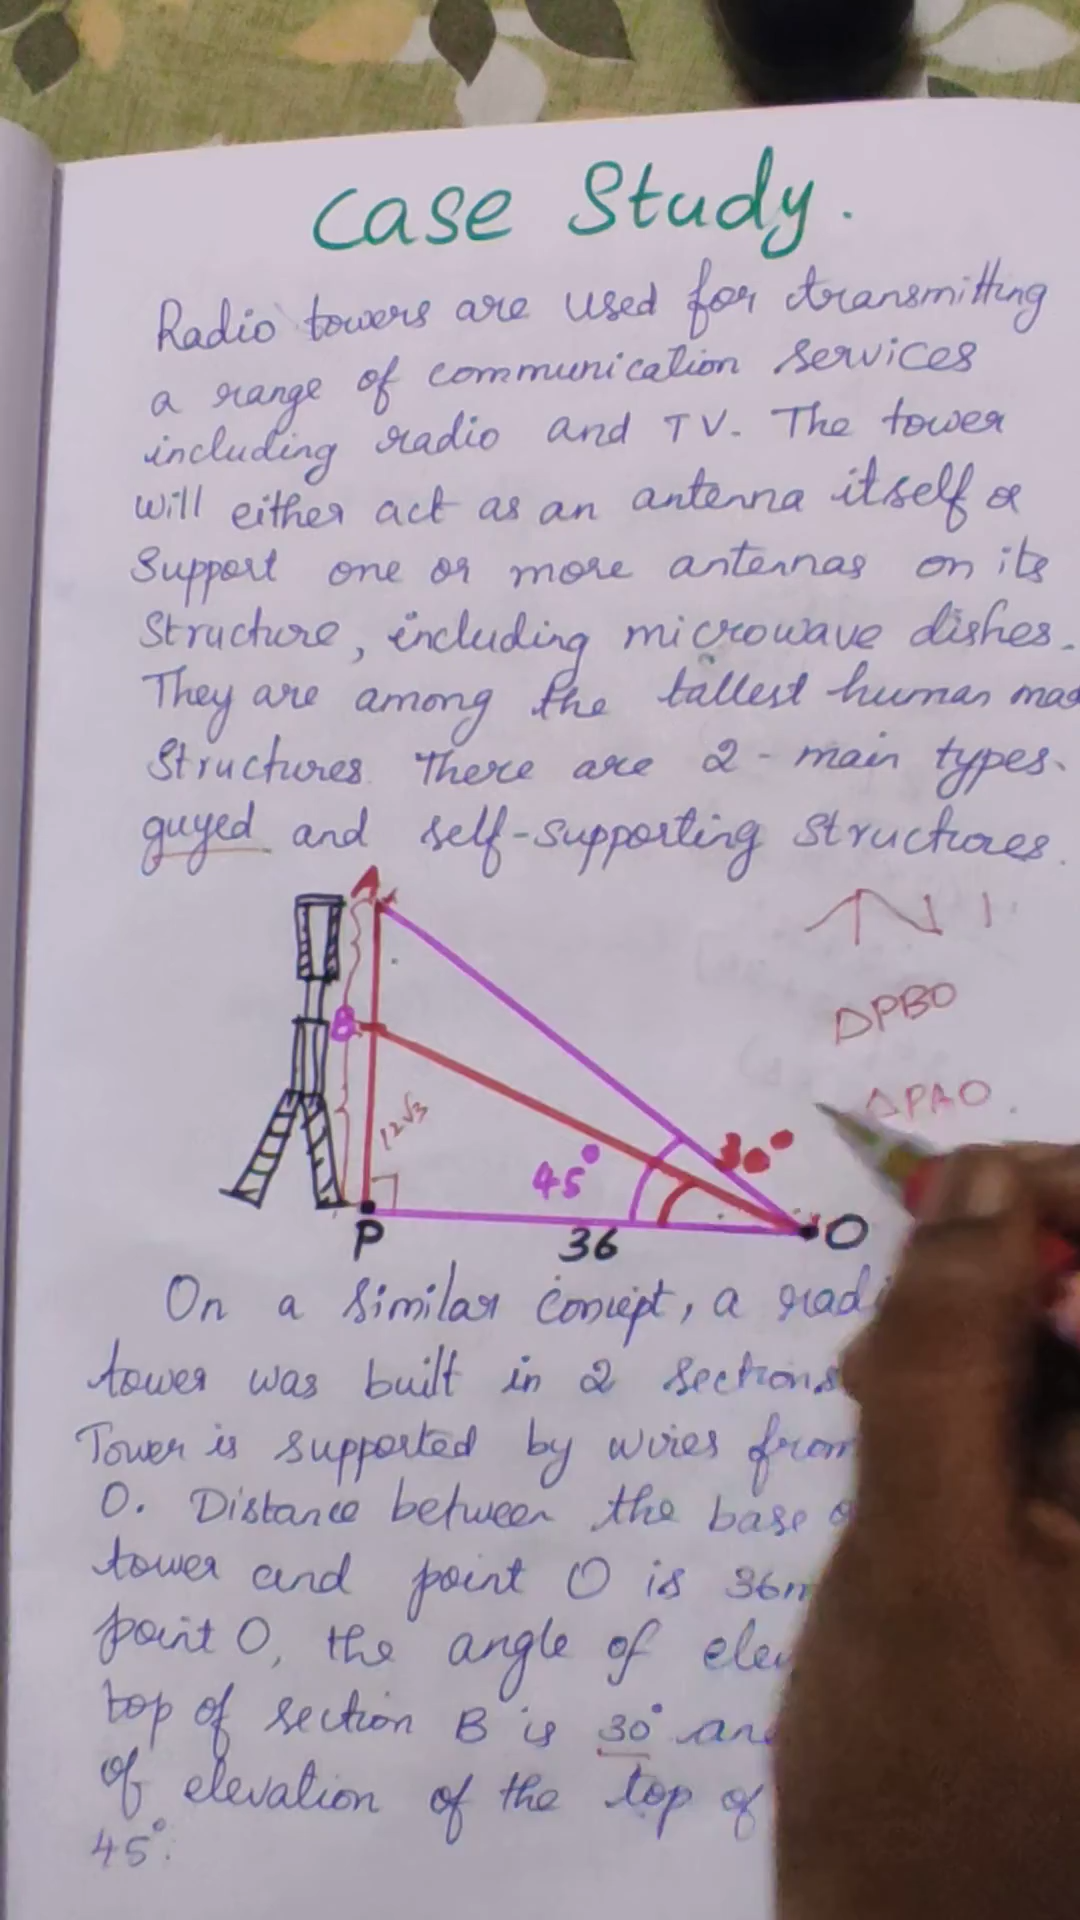 Case Study.
Radio towers are used for transmitting
a range of communication services
including radio and TV. The tower
will either act as an antenna itself or
Support one or more antennas on its
Structure, including microwave dishes.
They are among the tallest human
Structures. There are 2-main types.
guyed and self-supporting Structures.
A
B
ΔPBO
12√3
ΔPAO.
45°
30°
P
36
O
On a similar concept, a
tower was built in 2 sections
Tower is supported by wires from
O. Distance between the base
tower and point O is 36m
point O, the angle of
top of section B is 30°
of elevation of the top of
45°.